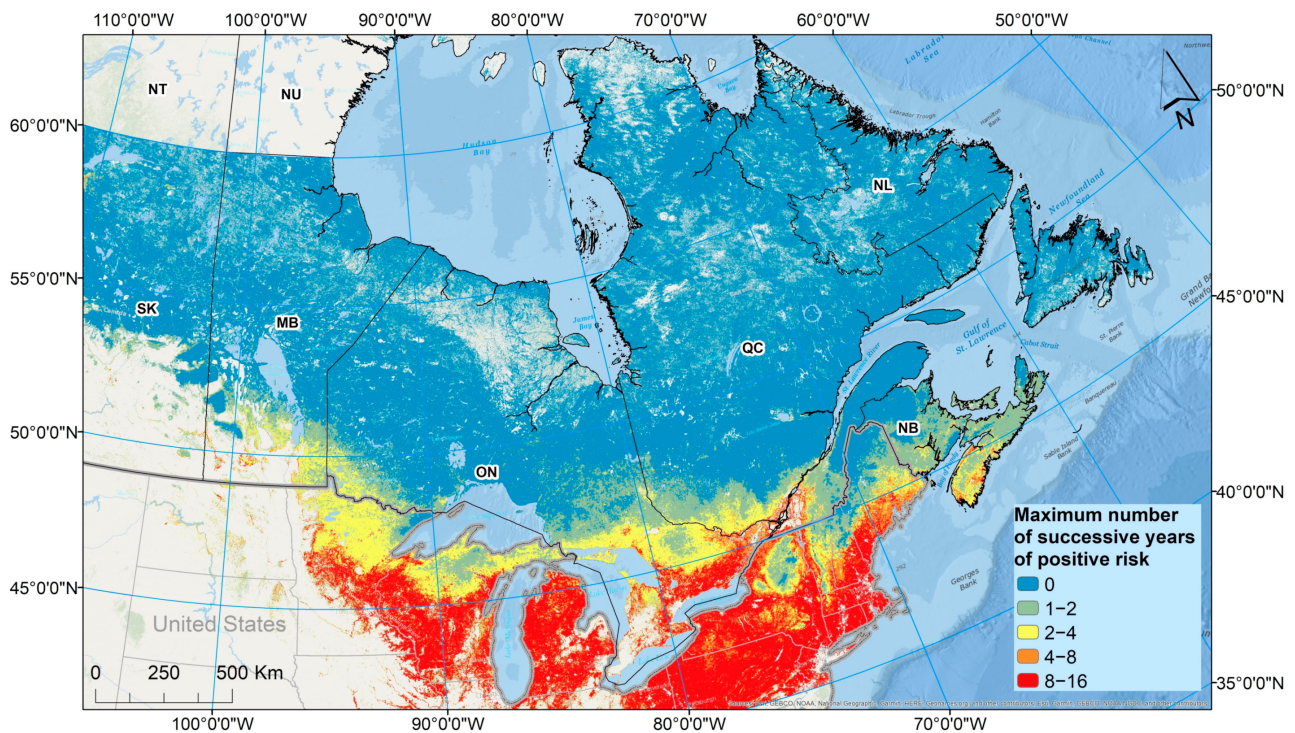 110°0'0"W
100°0'0"W
90°0'0"W
80°0'0"W
70°0'0"W
60°0'0"W
50°0'0"W
60°0'0"N
55°0'0"N
50°0'0"N
45°0'0"N
50°0'0"N
45°0'0"N
40°0'0"N
35°0'0"N
NT
NU
Labrador
Sea
Hudson
Bay
Ungava
Bay
Labrador Trough
Hamilton
Bank
N
NL
Newfoundland
Sea
SK
MB
James
Bay
QC
Gulf of
St. Lawrence
Cabot Strait
St. Pierre
Bank
Banquereau
Sable Island
Bank
NB
ON
Georges
Bank
292
United States
0 250 500 Km
Maximum number
of successive years
of positive risk
0
1–2
2–4
4–8
8–16
100°0'0"W
90°0'0"W
80°0'0"W
70°0'0"W